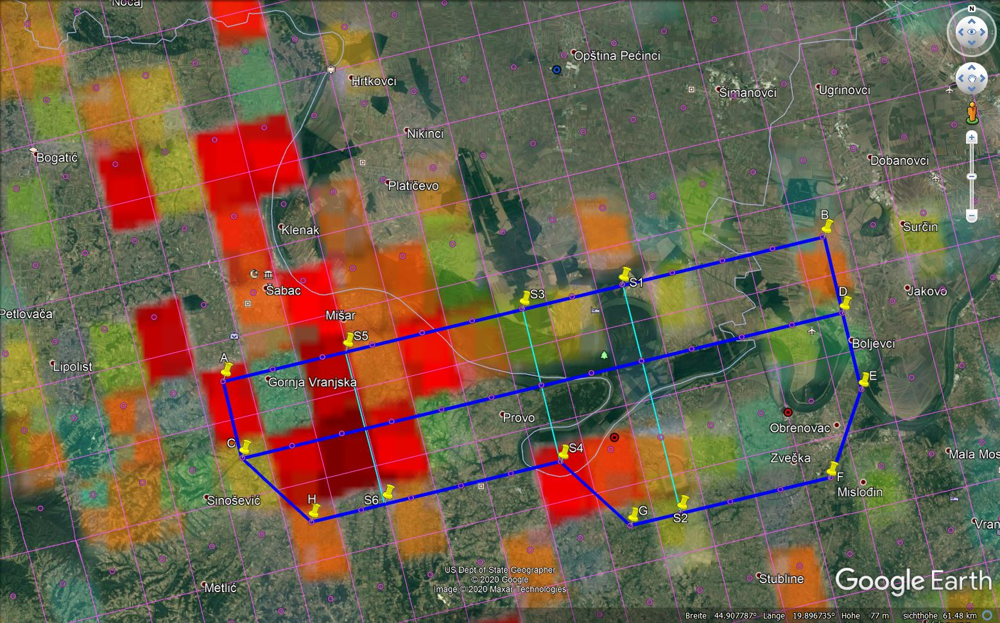 Noćaj
N
Opština Pećinci
Hrtkovci
Šimanovci
Ugrinovci
Nikinci
Bogatić
Dobanovci
Platičevo
B
Klenak
Surčin
S1
Šabac
S3
D
Jakovo
Petlovača
Mišar
S5
Boljevci
A
Lipolist
Gornja Vranjska
E
Provo
Obrenovac
C
S4
Zvečka
Mala Mos
F
Sinošević
H
S6
Mislođin
G
S2
Vran
US Dept of State Geographer
© 2020 Google
Image © 2020 Maxar Technologies
Metlić
Stubline
Google Earth
Breite 44.907787° Länge 19.896735° Höhe 77 m sichthöhe 61.48 km